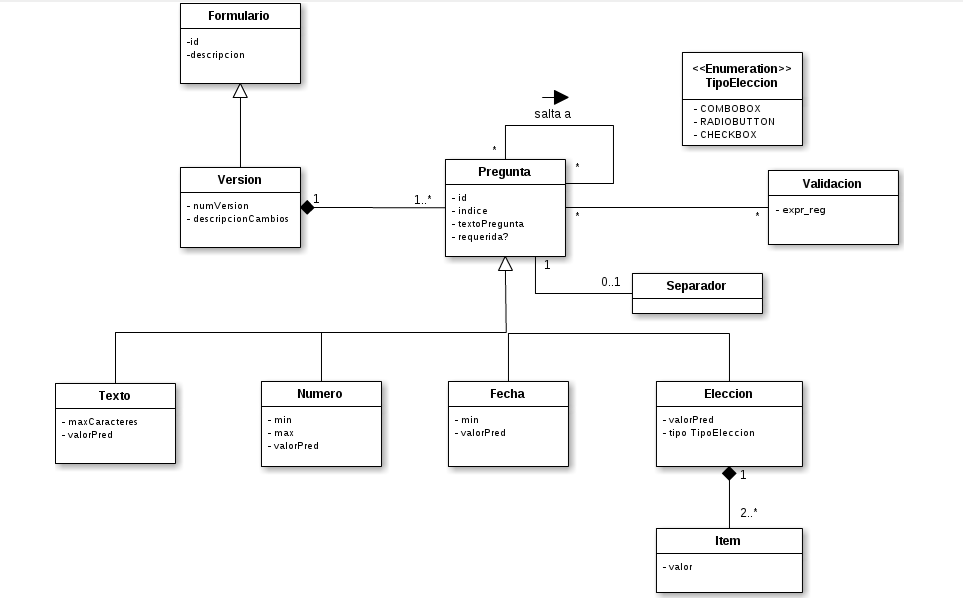 Formulario
-id
-descripcion
<<Enumeration>>
TipoEleccion
- COMBOBOX
- RADIOBUTTON
- CHECKBOX
salta a
*
*
Version
- numVersion
- descripcionCambios
1
1..*
Pregunta
- id
- indice
- textoPregunta
- requerida?
*
*
Validacion
- expr_reg
1
0..1
Separador
Texto
- maxCaracteres
- valorPred
Numero
- min
- max
- valorPred
Fecha
- min
- valorPred
Eleccion
- valorPred
- tipo TipoEleccion
1
2..*
Item
- valor